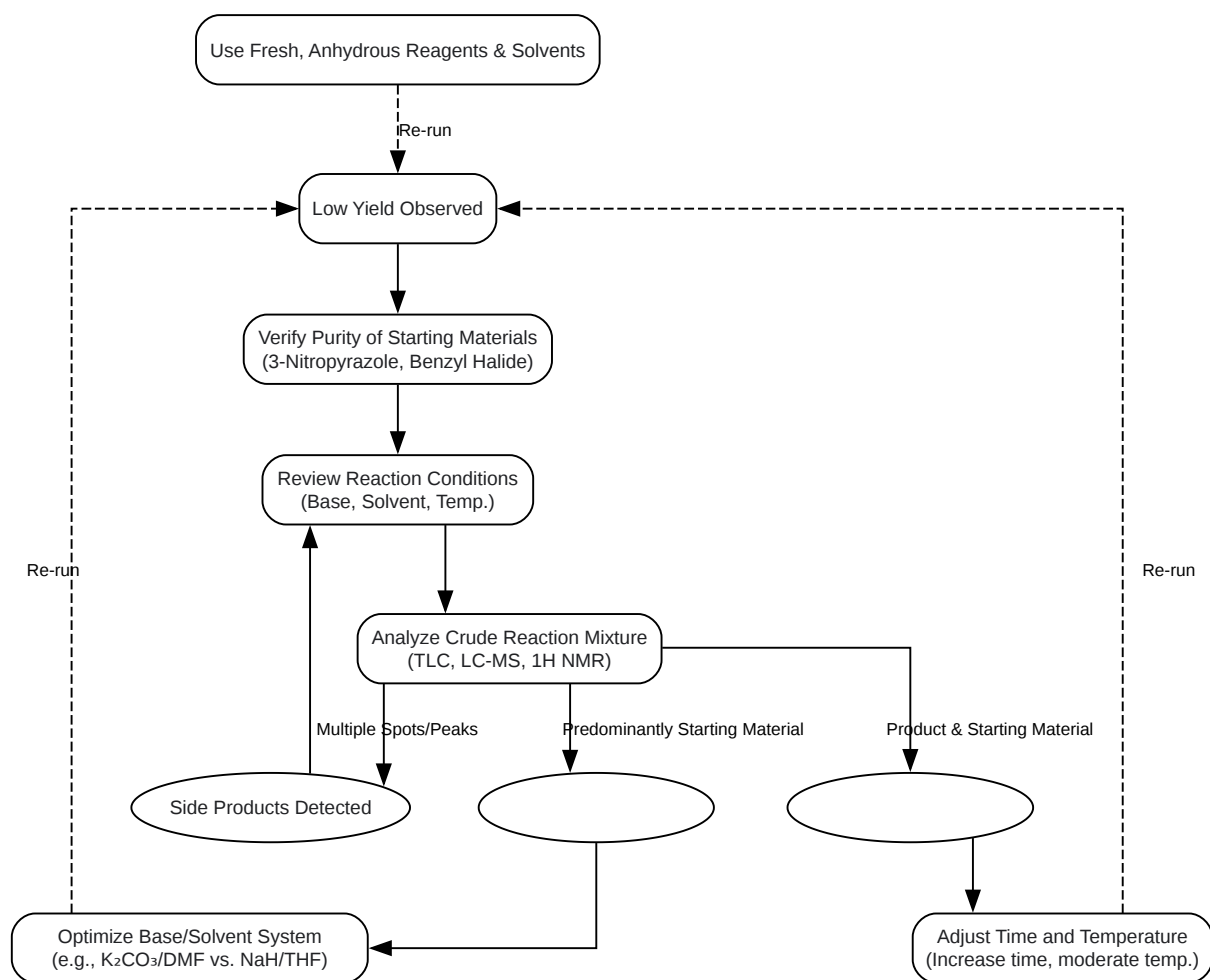 Use Fresh, Anhydrous Reagents & Solvents
Re-run
Low Yield Observed
Verify Purity of Starting Materials
(3-Nitropyrazole, Benzyl Halide)
Review Reaction Conditions
(Base, Solvent, Temp.)
Re-run
Re-run
Analyze Crude Reaction Mixture
(TLC, LC-MS, 1H NMR)
Multiple Spots/Peaks
Predominantly Starting Material
Product & Starting Material
Side Products Detected
Optimize Base/Solvent System
(e.g., K₂CO₃/DMF vs. NaH/THF)
Adjust Time and Temperature
(Increase time, moderate temp.)